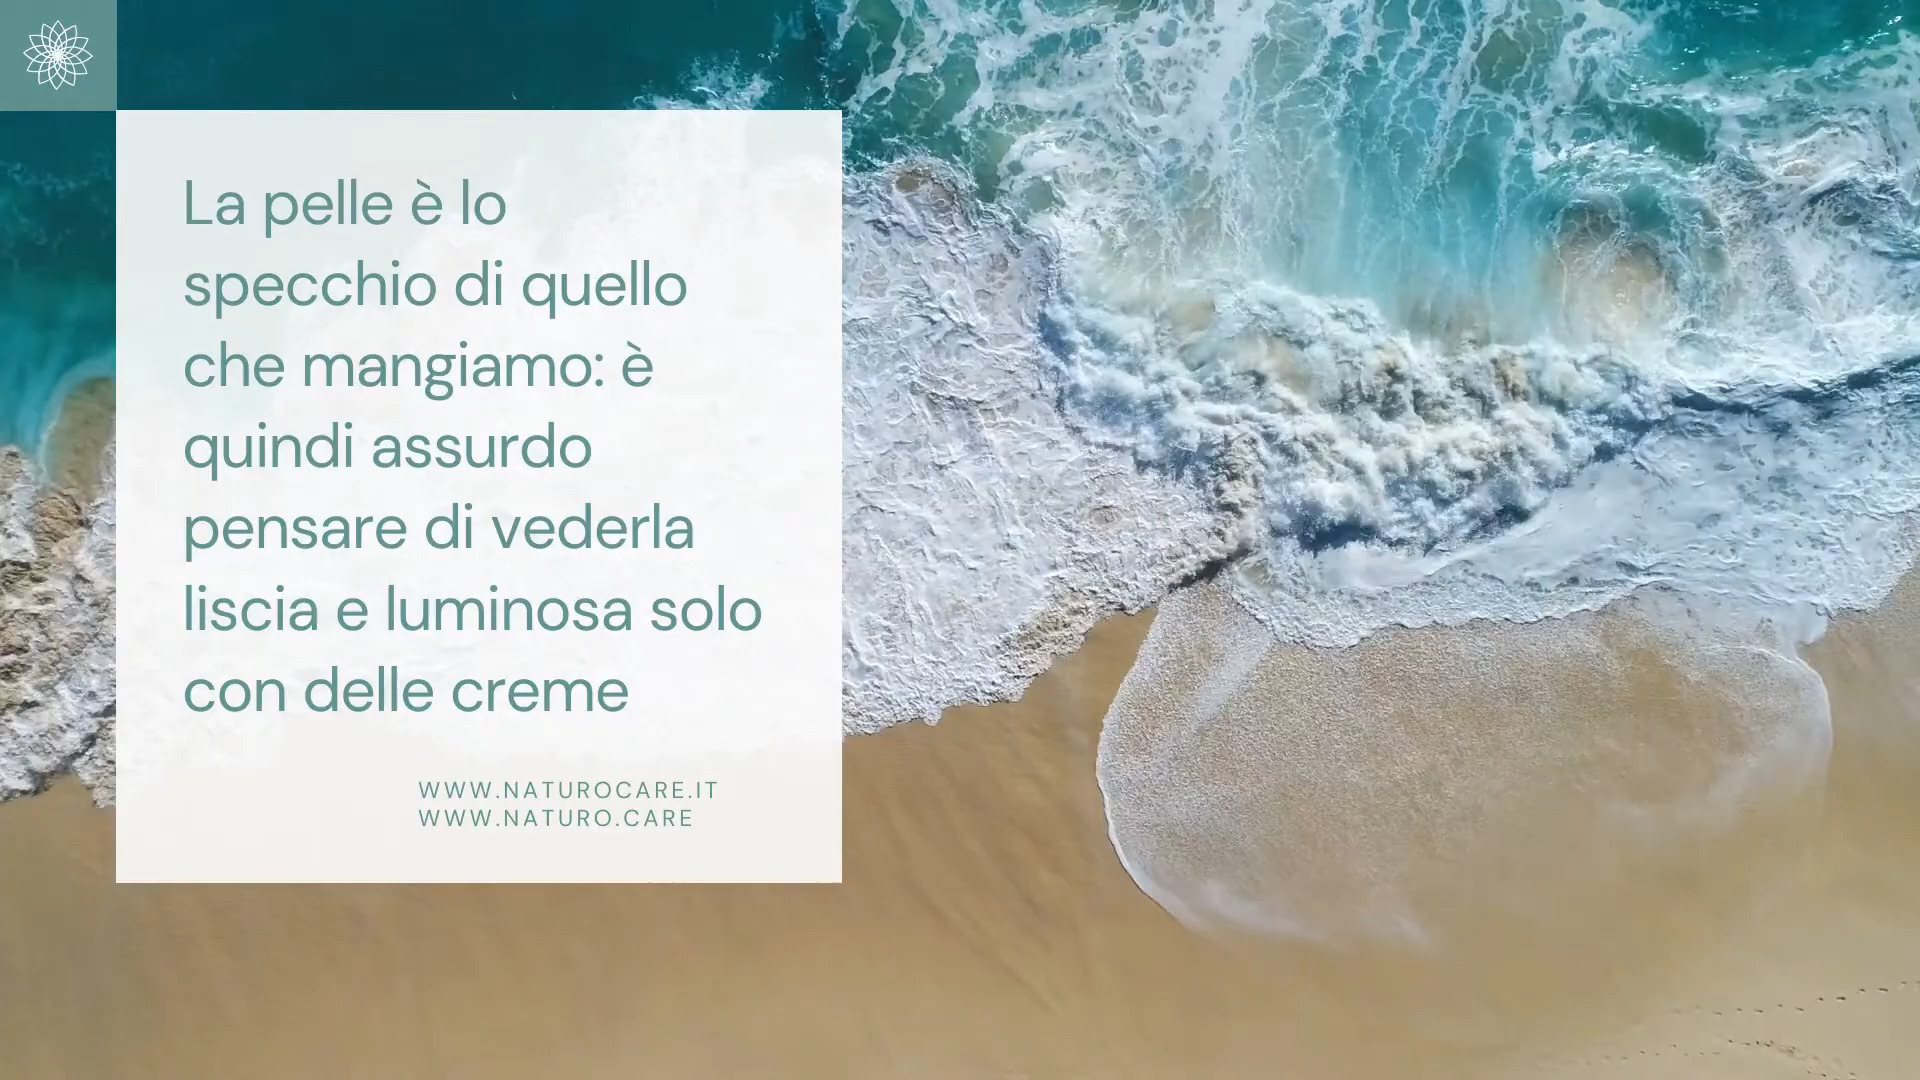 La pelle è lo
specchio di quello
che mangiamo: è
quindi assurdo
pensare di vederla
liscia e luminosa solo
con delle creme
WWW.NATUROCARE.IT
WWW.NATURO.CARE